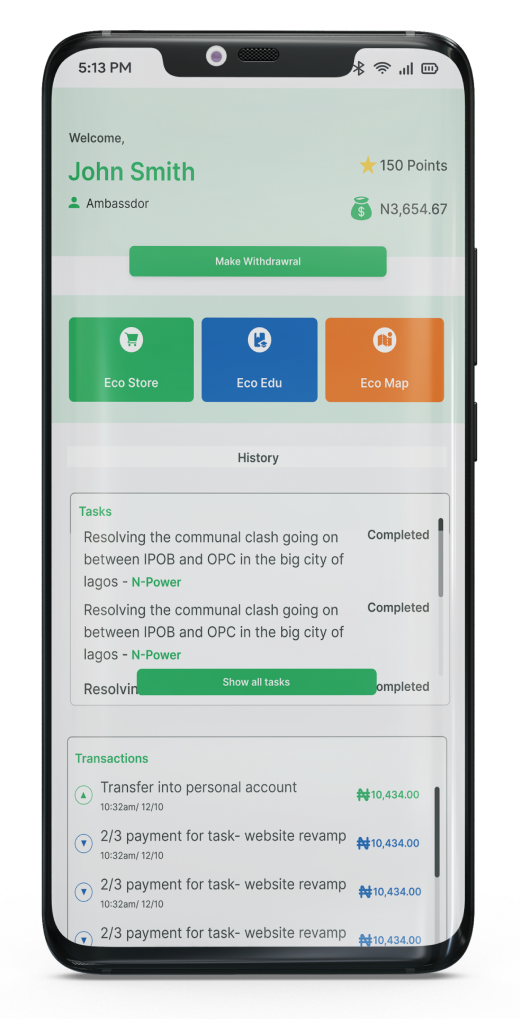 5:13 PM
Welcome,
John Smith
150 Points
Ambassdor
$
N3,654.67
Make Withdrawral
Eco Store
Eco Edu
Eco Map
History
Tasks
Resolving the communal clash going on
Completed
between IPOB and OPC in the big city of
lagos - N-Power
Resolving the communal clash going on
Completed
between IPOB and OPC in the big city of
lagos - N-Power
Resolvin
ompleted
Show all tasks
Transactions
Transfer into personal account
₦10,434.00
10:32am/ 12/10
2/3 payment for task- website revamp
₦10,434.00
10:32am/ 12/10
2/3 payment for task- website revamp
₦10,434.00
10:32am/ 12/10
2/3 payment for task- website revamp
₦10,434.00